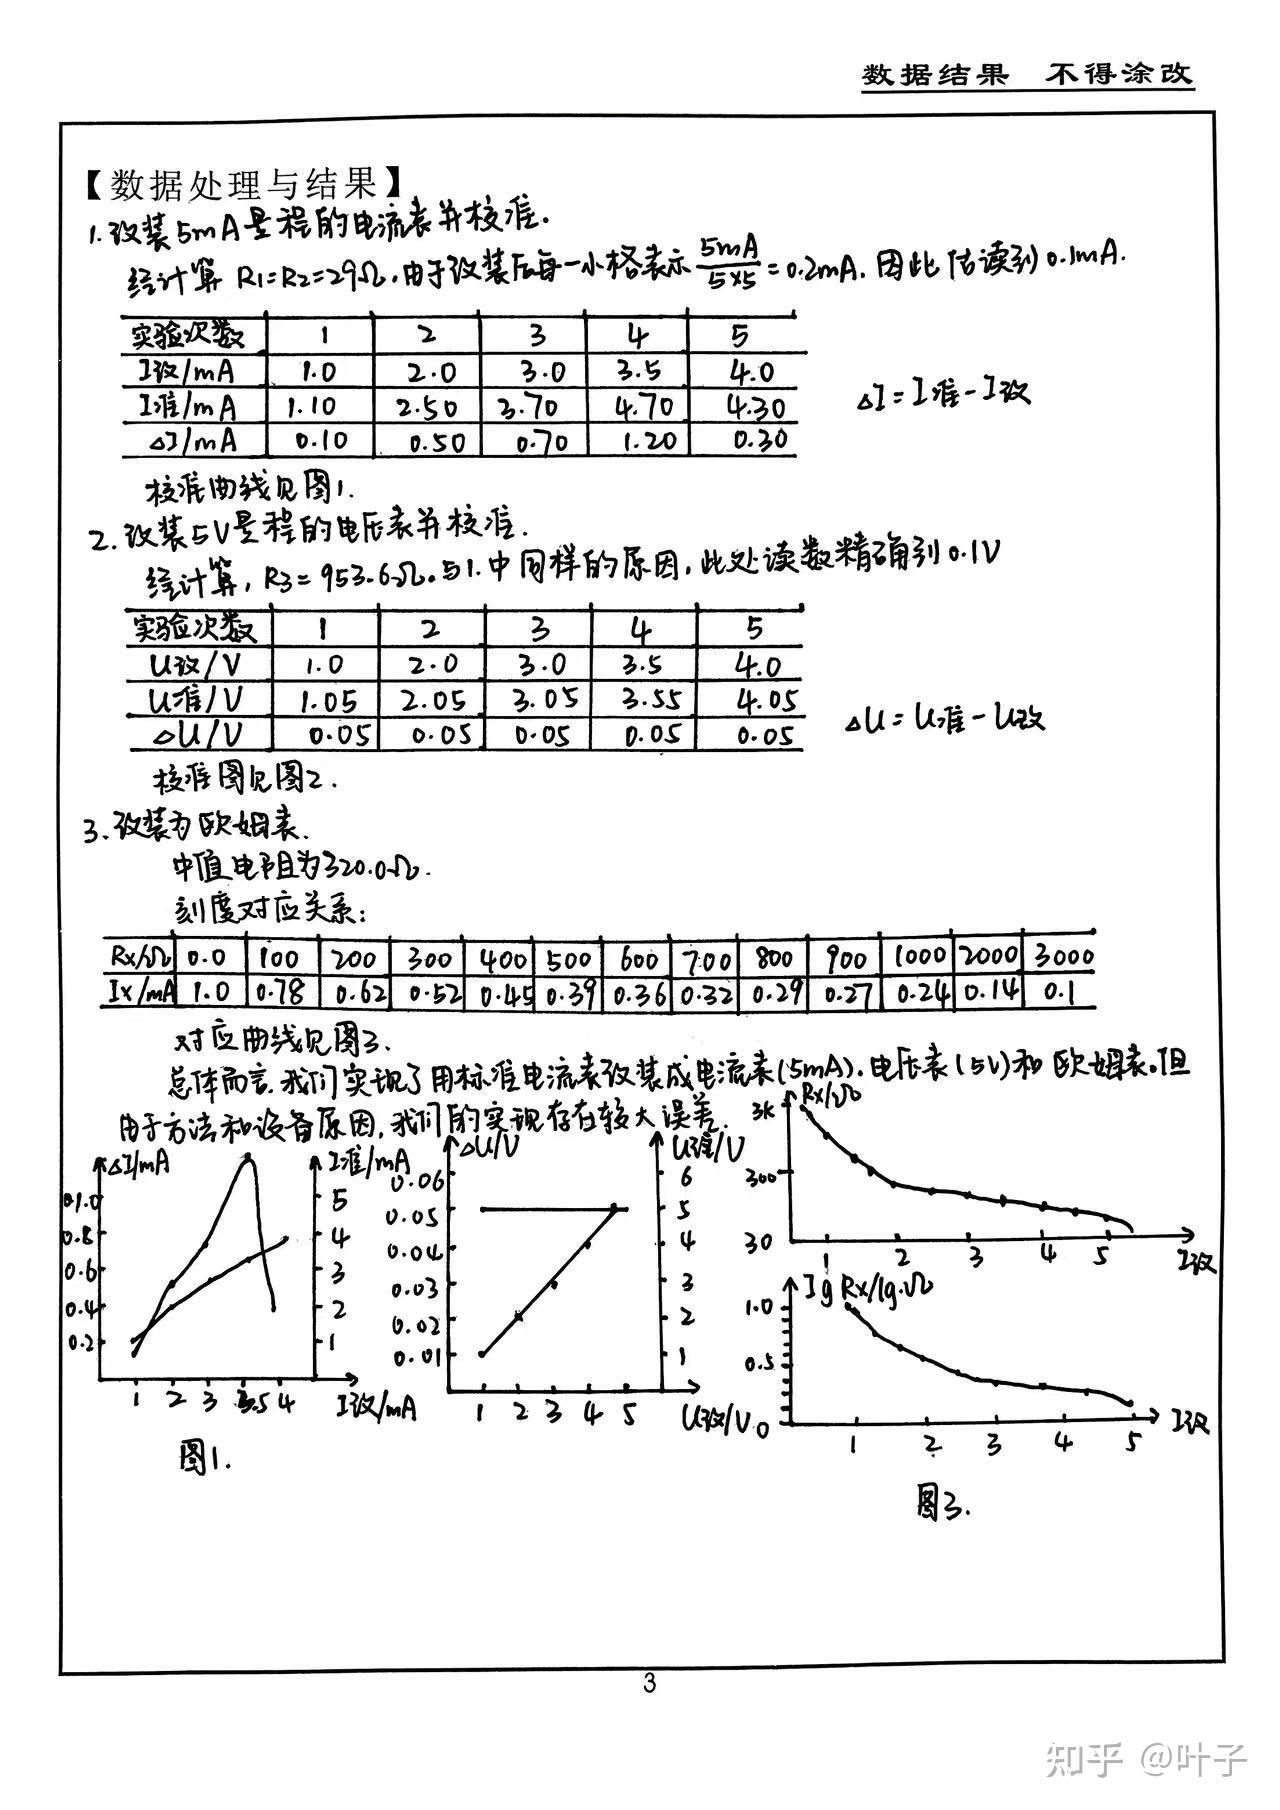 数据结果 不得涂改
【数据处理与结果】
1.改装5mA量程的电流表并校准.
经计算 R1=R2=29Ω.由于改装后每一小格表示 5mA/5×5 =0.2mA.因此估读到0.1mA.
实验次数 1 2 3 4 5
I改/mA 1.0 2.0 3.0 3.5 4.0
I准/mA 1.10 2.50 3.70 4.70 4.30
ΔI/mA 0.10 0.50 0.70 1.20 0.30
ΔI=I准-I改
校准曲线见图1.
2.改装5V量程的电压表并校准.
经计算, R3=953.6Ω.与1.中同样的原因,此处读数精确到0.1V
实验次数 1 2 3 4 5
U改/V 1.0 2.0 3.0 3.5 4.0
U准/V 1.05 2.05 3.05 3.55 4.05
ΔU/V 0.05 0.05 0.05 0.05 0.05
ΔU=U准-U改
校准图见图2.
3.改装为欧姆表.
中值电阻为320.0Ω.
刻度对应关系:
Rx/Ω 0.0 100 200 300 400 500 600 700 800 900 1000 2000 3000
Ix/mA 1.0 0.78 0.62 0.52 0.45 0.39 0.36 0.32 0.29 0.27 0.24 0.14 0.1
对应曲线见图3.
总体而言.我们实现了用标准电流表改装成电流表(5mA).电压表(5V)和欧姆表。但
由于方法和设备原因,我们的实现存在较大误差.
ΔI/mA
1.0
0.8
0.6
0.4
0.2
I准/mA
5
4
3
2
1
1 2 3 3.5 4 I改/mA
图1.
ΔU/V
0.06
0.05
0.04
0.03
0.02
0.01
U准/V
6
5
4
3
2
1
1 2 3 4 5 U改/V
Rx/Ω
3K
300
30
1 2 3 4 5 I改
Ig Rx/lg.Ω
1.0
0.5
0
1 2 3 4 5 I改
图3.
3
知乎 @叶子